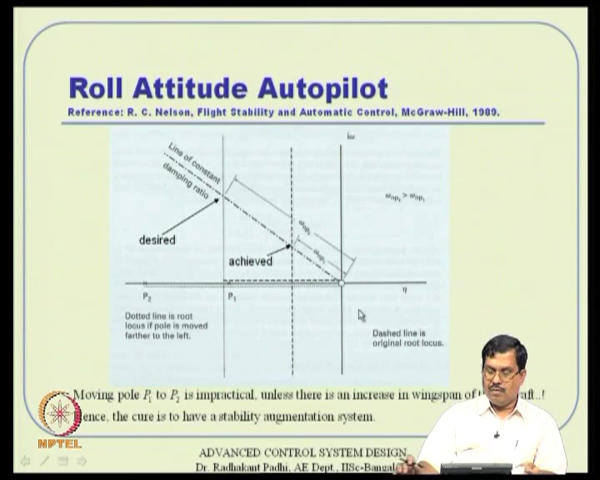 Roll Attitude Autopilot
Reference: R. C. Nelson, Flight Stability and Automatic Control, McGraw-Hill, 1989.
iω
Line of constant
damping ratio
desired
achieved
P₂
P₁
η
Dotted line is root
locus if pole is moved
farther to the left.
Dashed line is
original root locus.
Moving pole P₁ to P₂ is impractical, unless there is an increase in wingspan of
the cure is to have a stability augmentation system.
NPTEL
ADVANCED CONTROL SYSTEM DESIGN
Dr. Radhakant Padhi, AE Dept., IISc-Bangal